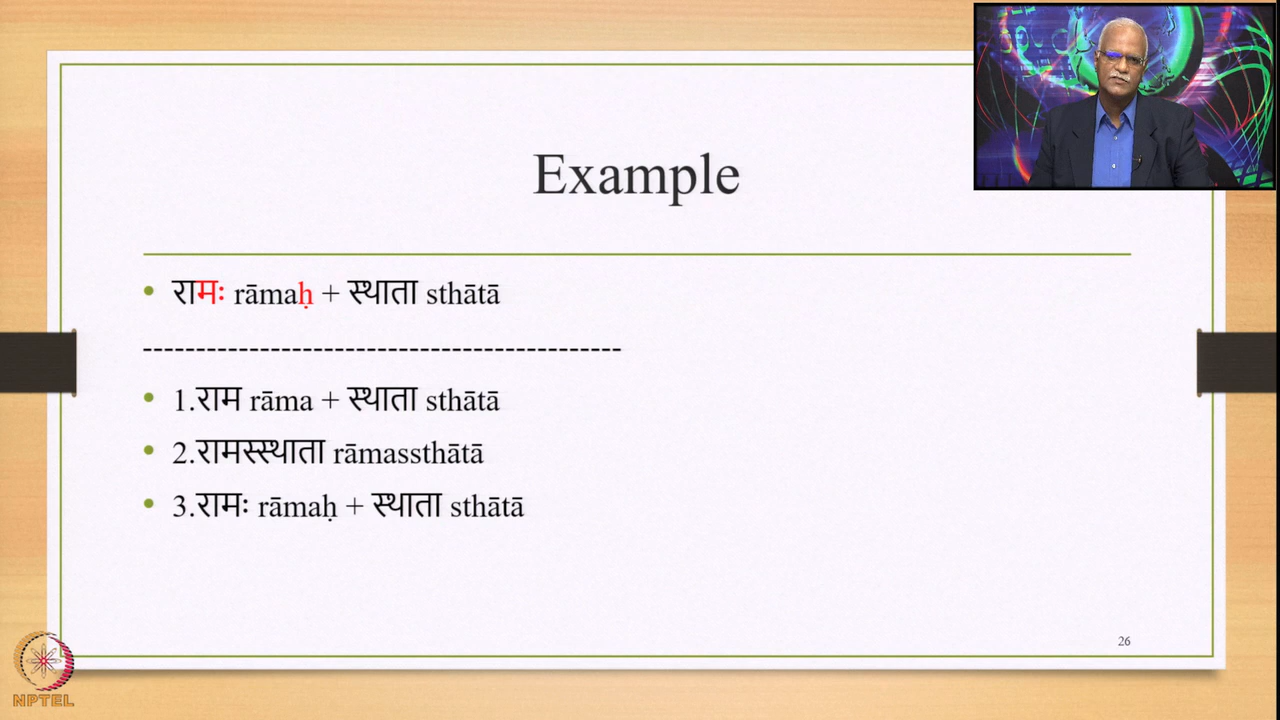 Example
• रामः rāmaḥ + स्थाता sthātā
--------------------------------------------
• 1.राम rāma + स्थाता sthātā
• 2.रामस्स्थाता rāmassthātā
• 3.रामः rāmaḥ + स्थाता sthātā
26
NPTEL